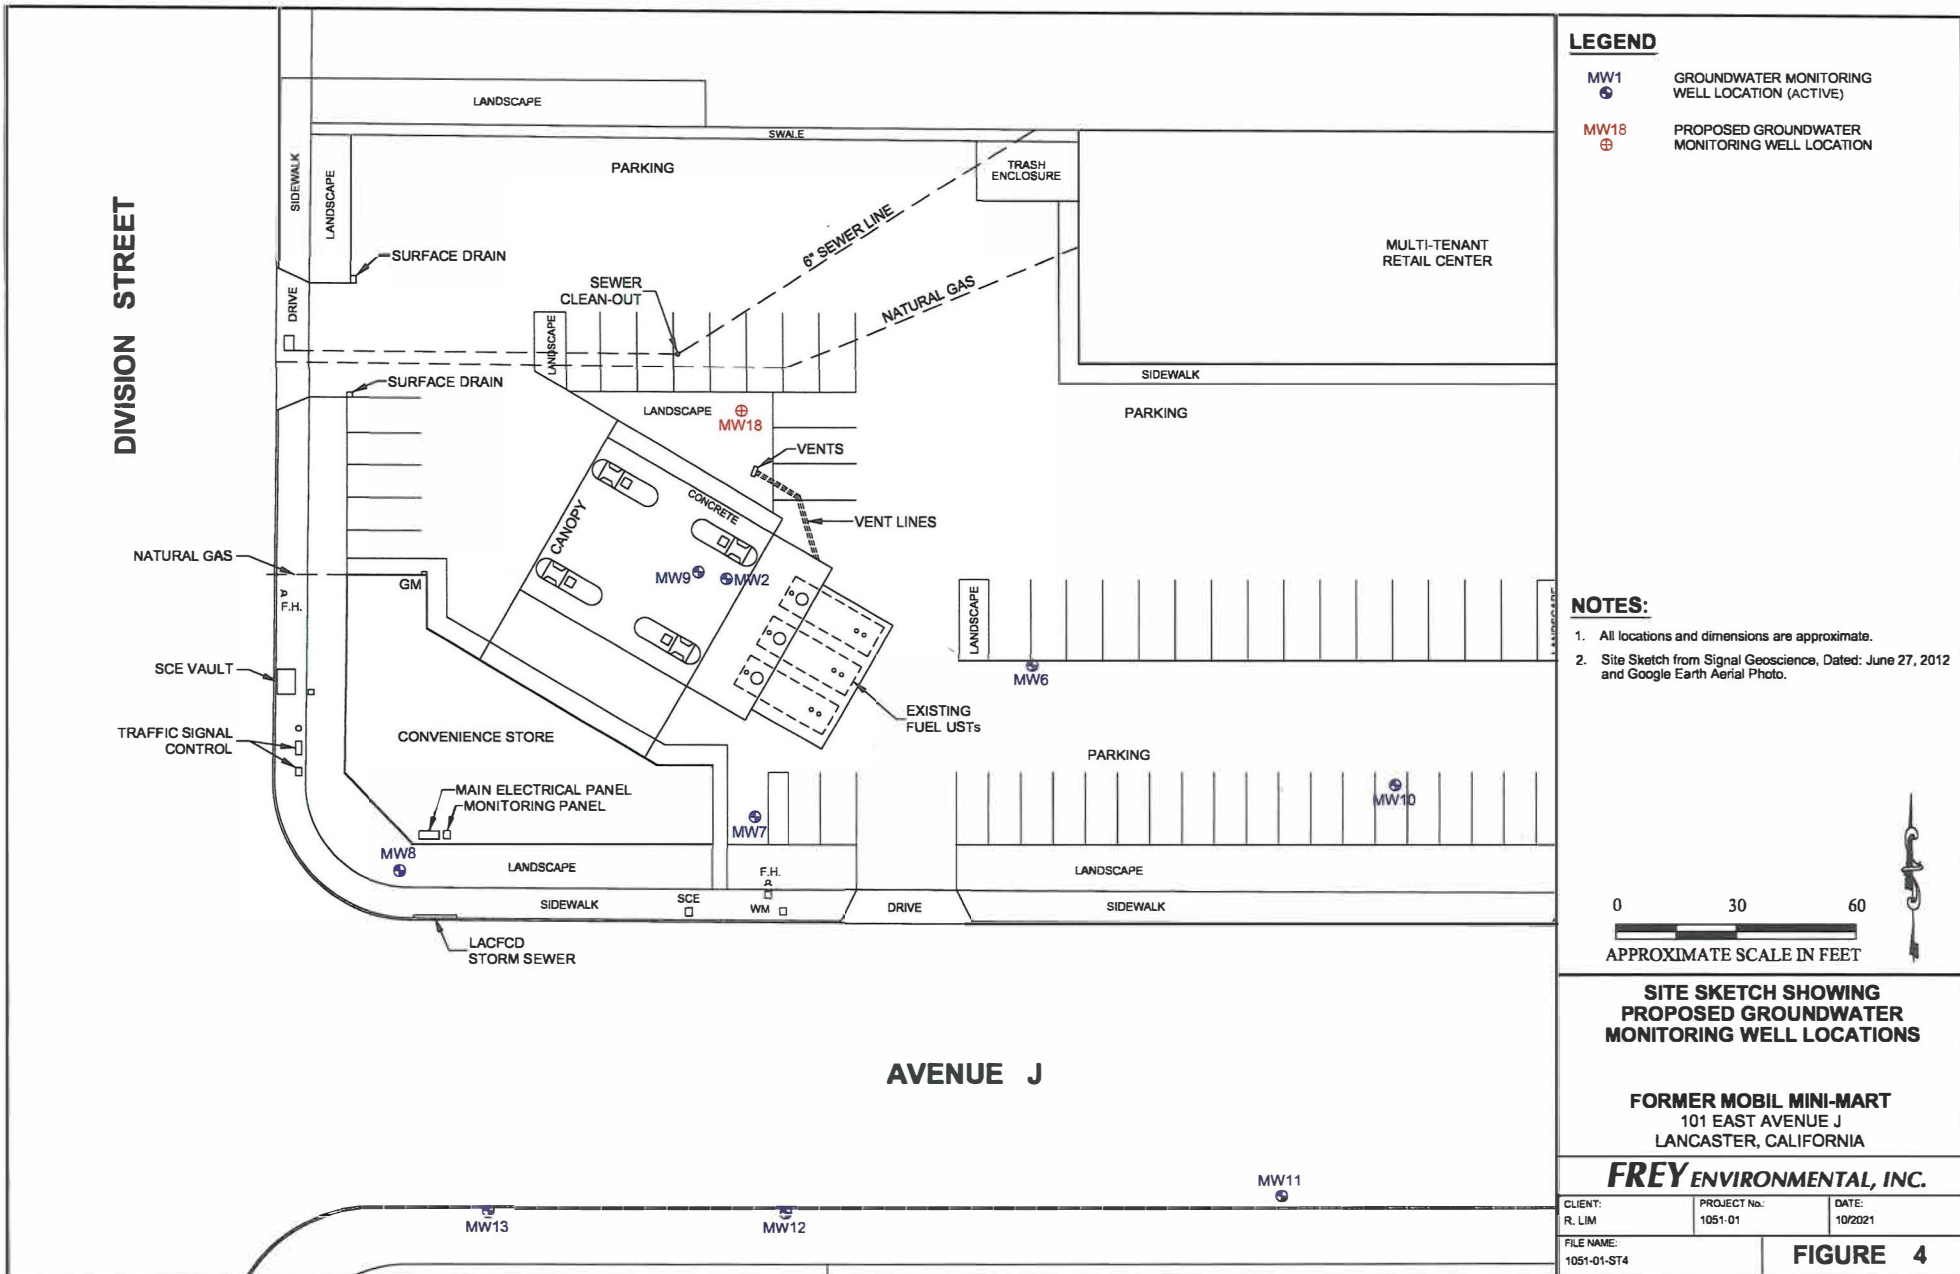 LANDSCAPE
SWALE
PARKING
TRASH
ENCLOSURE
SIDEWALK
LANDSCAPE
DIVISION STREET
SURFACE DRAIN
6" SEWER LINE
MULTI-TENANT
RETAIL CENTER
SEWER
CLEAN-OUT
NATURAL GAS
DRIVE
LANDSCAPE
SURFACE DRAIN
SIDEWALK
LANDSCAPE
MW18
PARKING
VENTS
CONCRETE
CANOPY
VENT LINES
NATURAL GAS
GM
F.H.
MW9
MW2
LANDSCAPE
LANDSCAPE
SCE VAULT
MW6
EXISTING
FUEL USTs
TRAFFIC SIGNAL
CONTROL
CONVENIENCE STORE
PARKING
MAIN ELECTRICAL PANEL
MONITORING PANEL
MW10
MW7
MW8
LANDSCAPE
F.H.
LANDSCAPE
SIDEWALK
SCE
WM
DRIVE
SIDEWALK
LACFCD
STORM SEWER
AVENUE J
MW11
MW13
MW12
LEGEND
MW1
GROUNDWATER MONITORING
WELL LOCATION (ACTIVE)
MW18
PROPOSED GROUNDWATER
MONITORING WELL LOCATION
NOTES:
1. All locations and dimensions are approximate.
2. Site Sketch from Signal Geoscience, Dated: June 27, 2012
and Google Earth Aerial Photo.
0 30 60
APPROXIMATE SCALE IN FEET
SITE SKETCH SHOWING
PROPOSED GROUNDWATER
MONITORING WELL LOCATIONS
FORMER MOBIL MINI-MART
101 EAST AVENUE J
LANCASTER, CALIFORNIA
FREY ENVIRONMENTAL, INC.
CLIENT:
R. LIM
PROJECT No.:
1051-01
DATE:
10/2021
FILE NAME:
1051-01-ST4
FIGURE 4